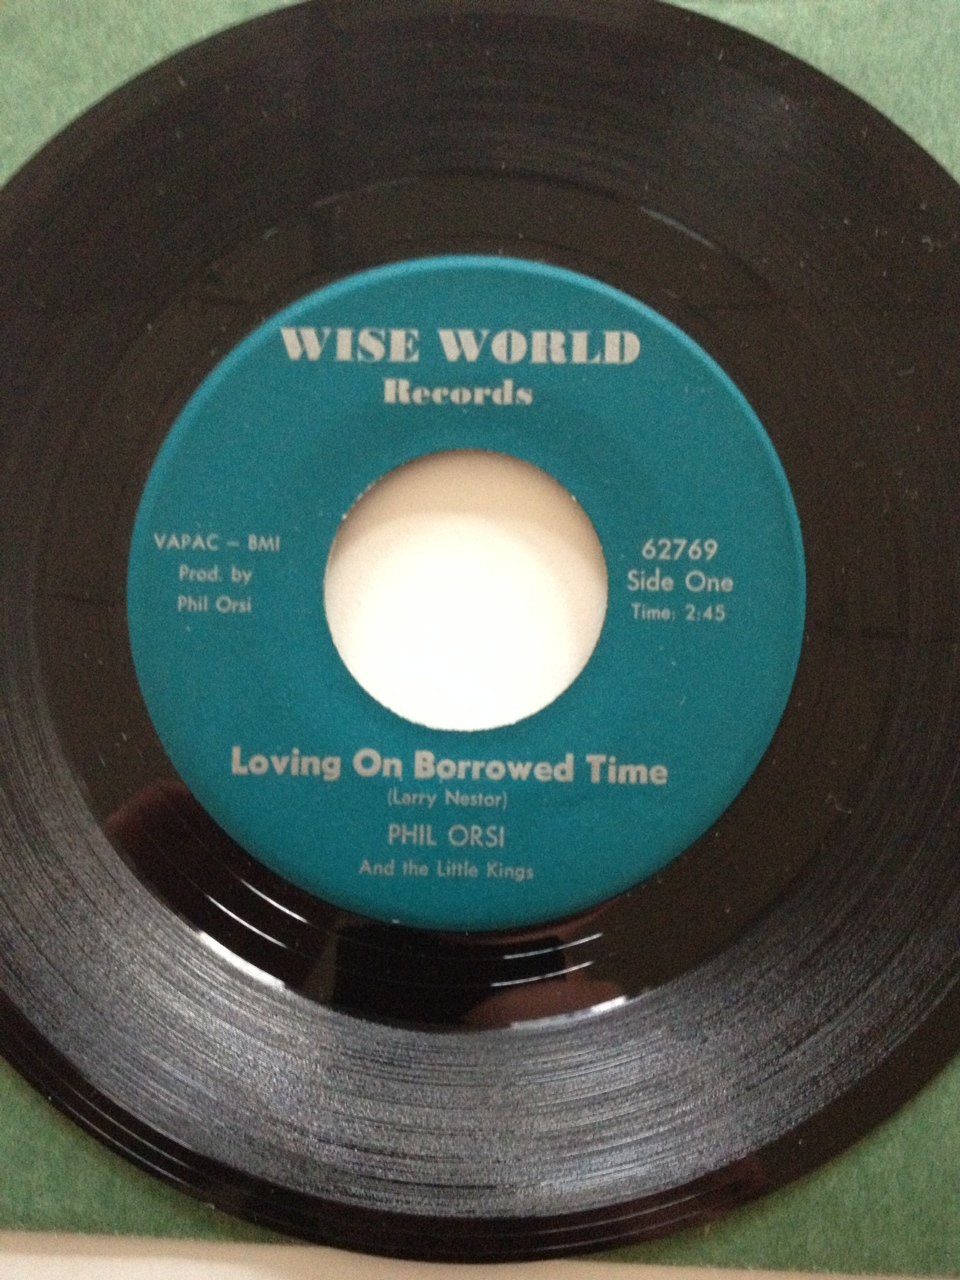 WISE WORLD
Records
VAPAC – BMI
Prod. by
Phil Orsi
62769
Side One
Time: 2:45
Loving On Borrowed Time
(Larry Nestor)
PHIL ORSI
And the Little Kings